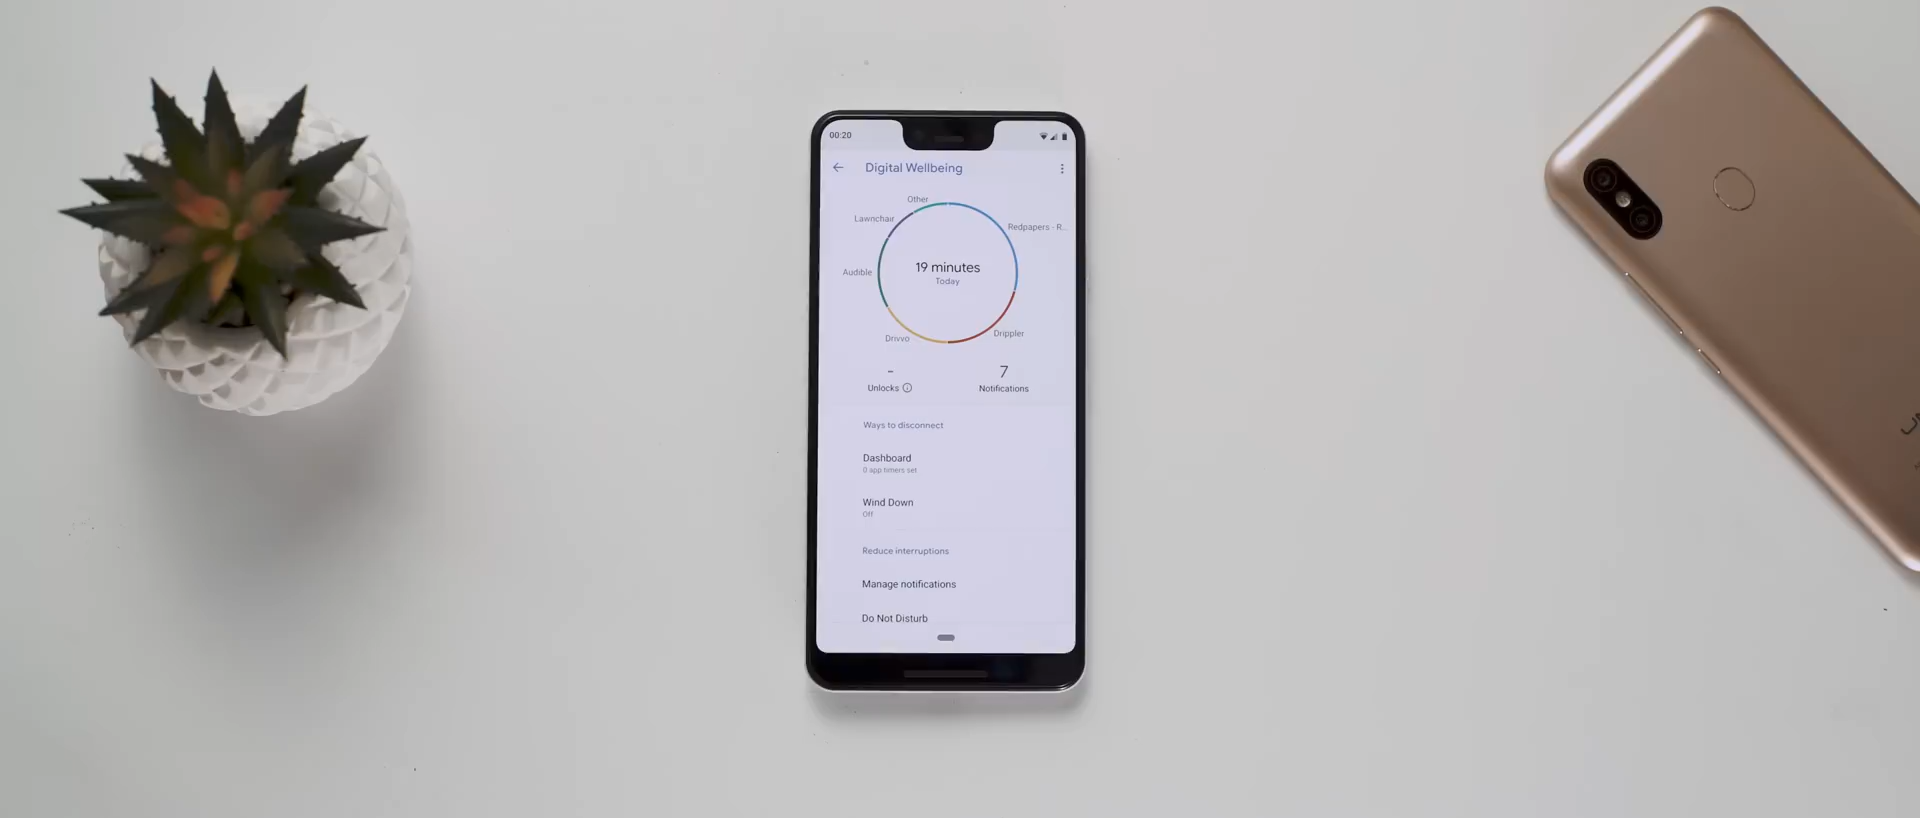 00:20
Digital Wellbeing
Other
Lawnchair
Redpapers - R...
Audible
19 minutes
Today
Drivvo
Drippler
-
7
Unlocks
Notifications
Ways to disconnect
Dashboard
0 app timers set
Wind Down
Off
Reduce interruptions
Manage notifications
Do Not Disturb